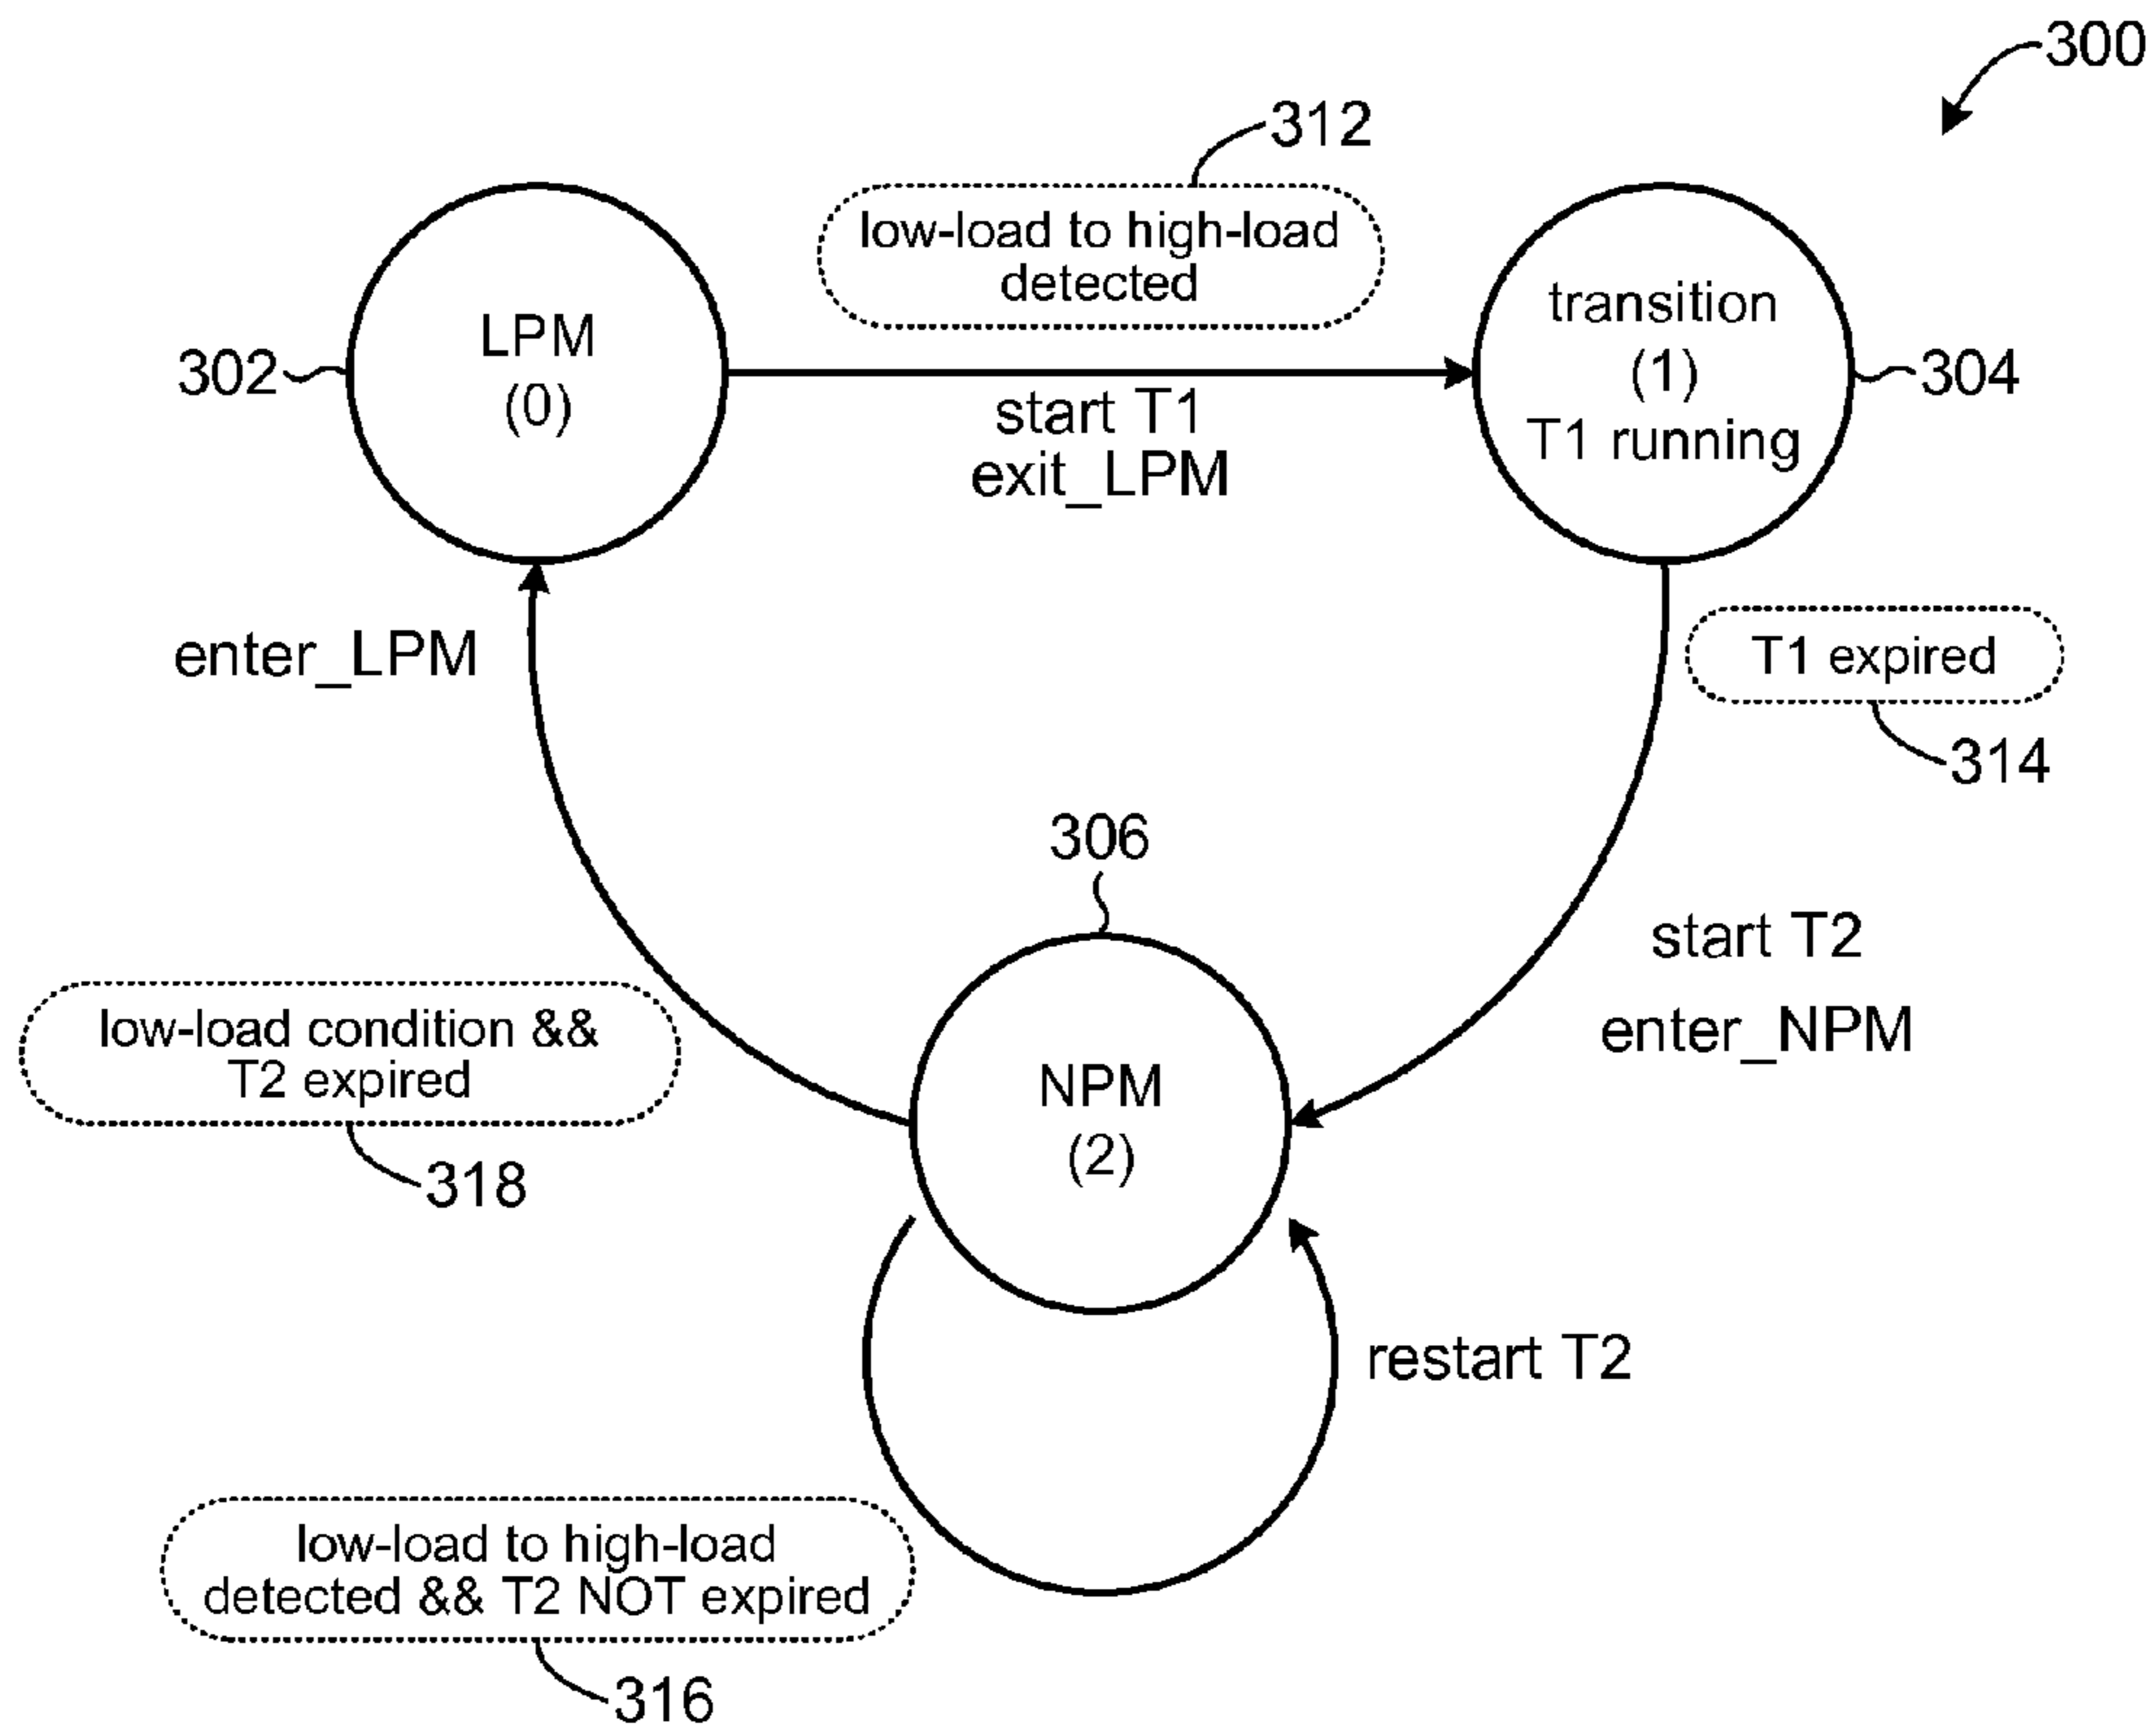 300
312
low-load to high-load
detected
LPM
(0)
302
start T1
exit_LPM
transition
(1)
T1 running
304
enter_LPM
T1 expired
314
306
start T2
enter_NPM
low-load condition &&
T2 expired
318
NPM
(2)
restart T2
low-load to high-load
detected && T2 NOT expired
316